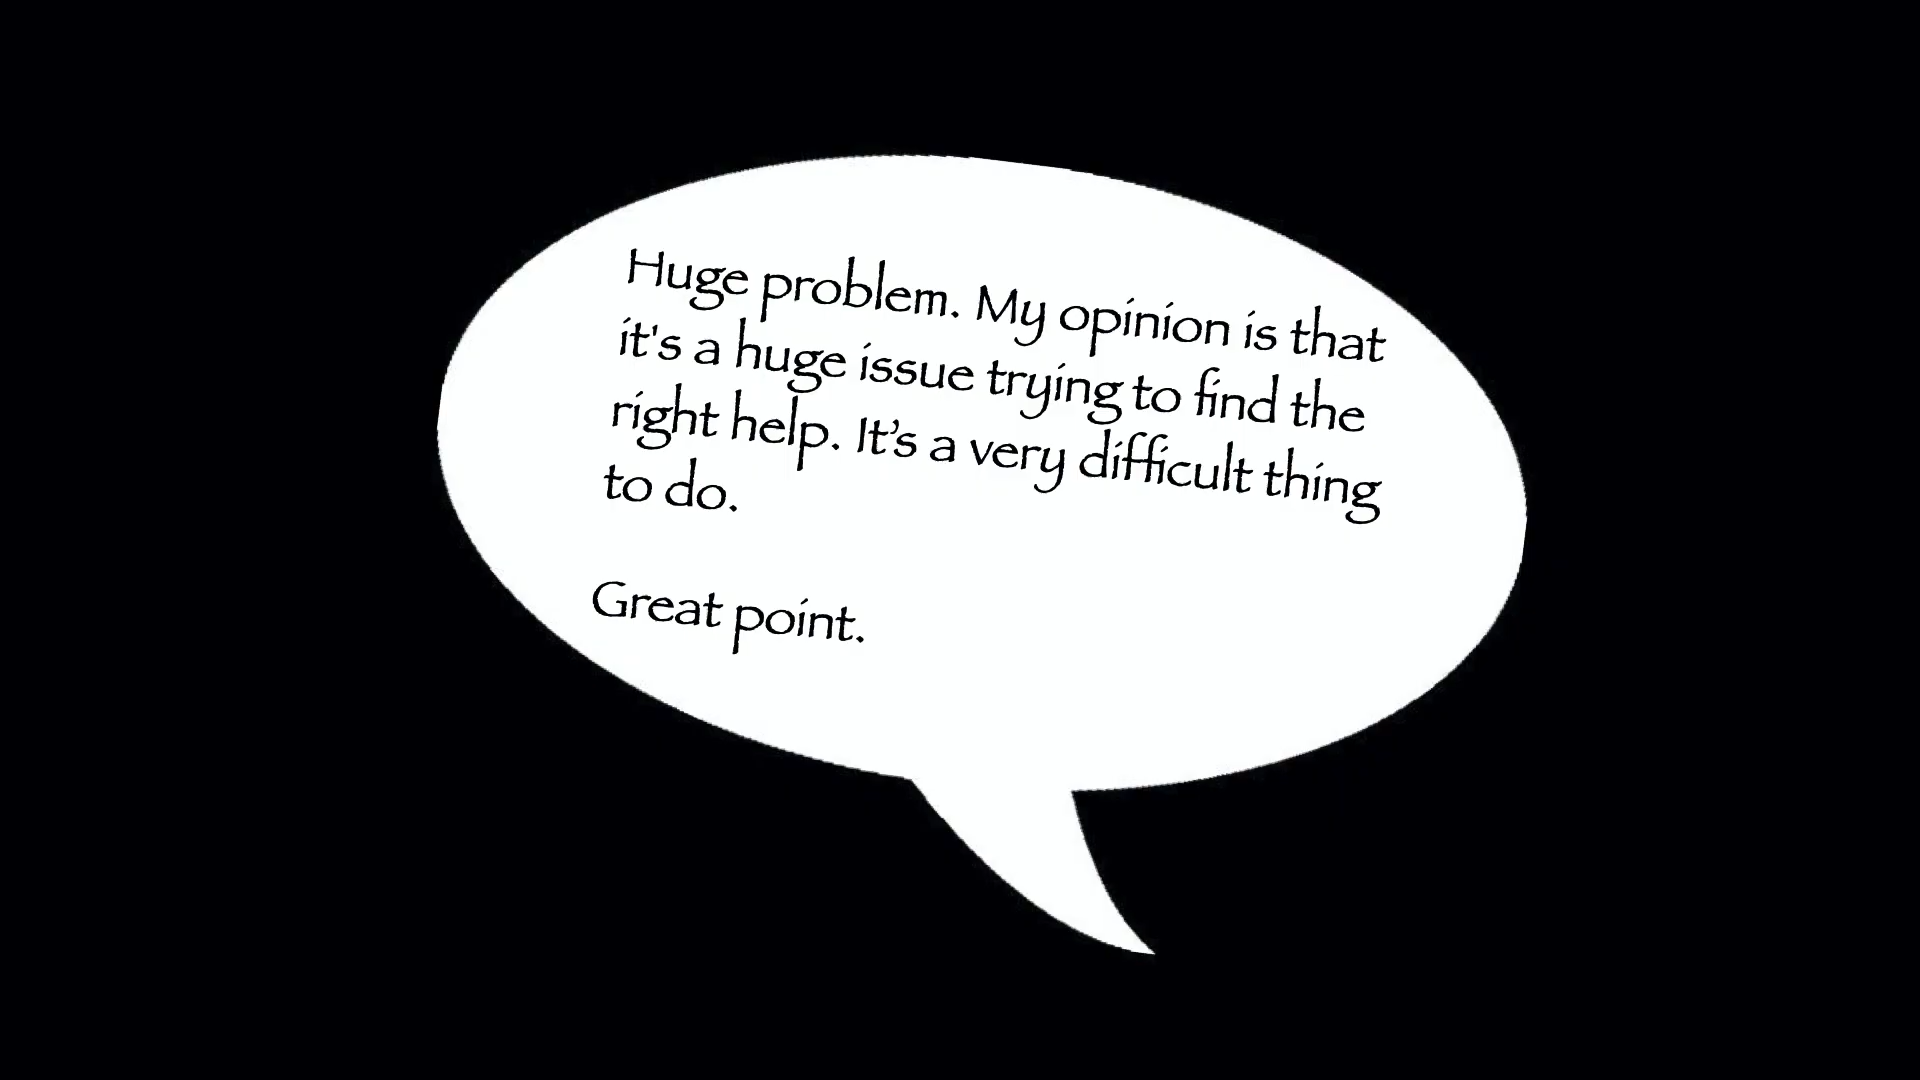 Huge problem. My opinion is that
it's a huge issue trying to find the
right help. It’s a very difficult thing
to do.
Great point.